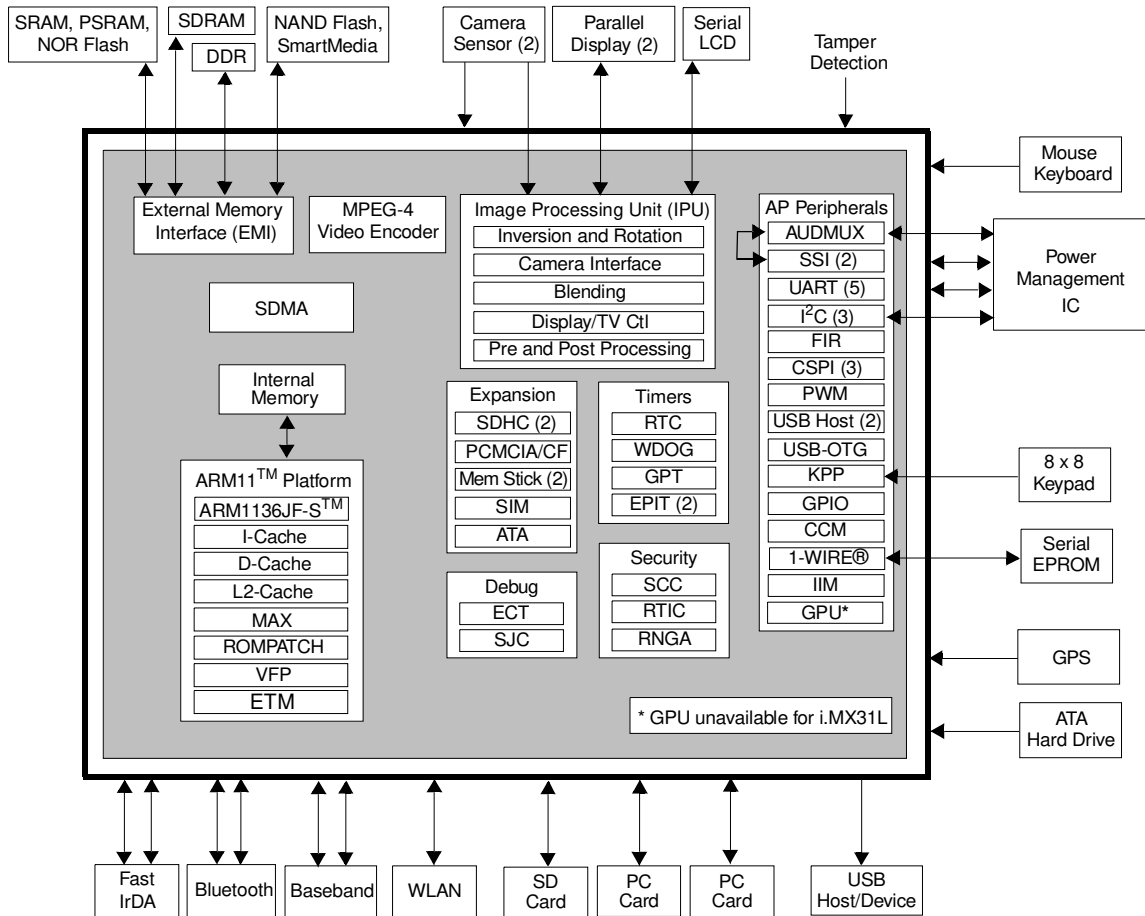 SRAM, PSRAM,
NOR Flash
SDRAM
DDR
NAND Flash,
SmartMedia
Camera
Sensor (2)
Parallel
Display (2)
Serial
LCD
Tamper
Detection
External Memory
Interface (EMI)
MPEG-4
Video Encoder
SDMA
Internal
Memory
ARM11™ Platform
ARM1136JF-S™
I-Cache
D-Cache
L2-Cache
MAX
ROMPATCH
VFP
ETM
Image Processing Unit (IPU)
Inversion and Rotation
Camera Interface
Blending
Display/TV Ctl
Pre and Post Processing
Expansion
SDHC (2)
PCMCIA/CF
Mem Stick (2)
SIM
ATA
Debug
ECT
SJC
Timers
RTC
WDOG
GPT
EPIT (2)
Security
SCC
RTIC
RNGA
AP Peripherals
AUDMUX
SSI (2)
UART (5)
I²C (3)
FIR
CSPI (3)
PWM
USB Host (2)
USB-OTG
KPP
GPIO
CCM
1-WIRE®
IIM
GPU*
* GPU unavailable for i.MX31L
Mouse
Keyboard
Power
Management
IC
8 x 8
Keypad
Serial
EPROM
GPS
ATA
Hard Drive
Fast
IrDA
Bluetooth
Baseband
WLAN
SD
Card
PC
Card
PC
Card
USB
Host/Device